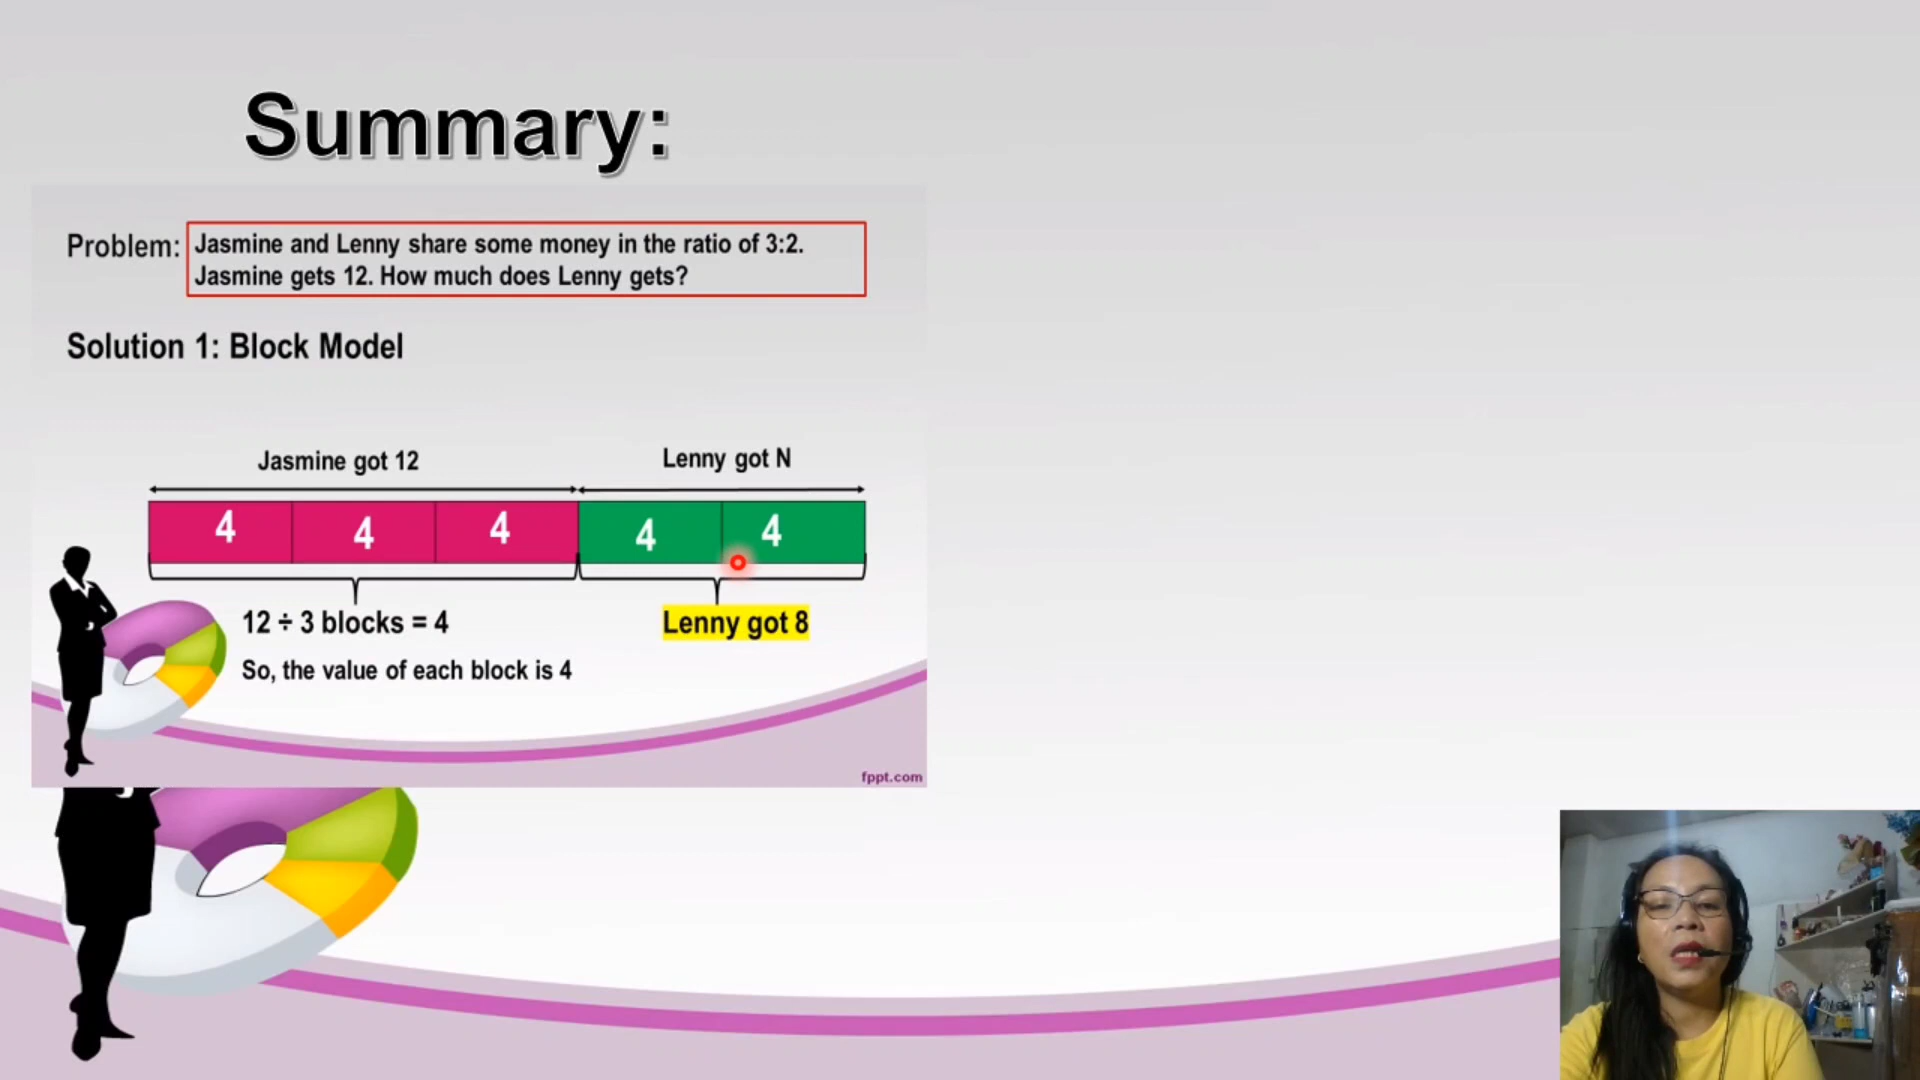 Summary:
Problem: Jasmine and Lenny share some money in the ratio of 3:2.
Jasmine gets 12. How much does Lenny gets?
Solution 1: Block Model
Jasmine got 12
Lenny got N
4 4 4 4 4
12 ÷ 3 blocks = 4
Lenny got 8
So, the value of each block is 4
fppt.com